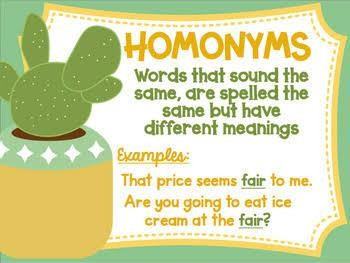 HOMONYMS
Words that sound the
same, are spelled the
same but have
different meanings
Examples:
That price seems fair to me.
Are you going to eat ice
cream at the fair?